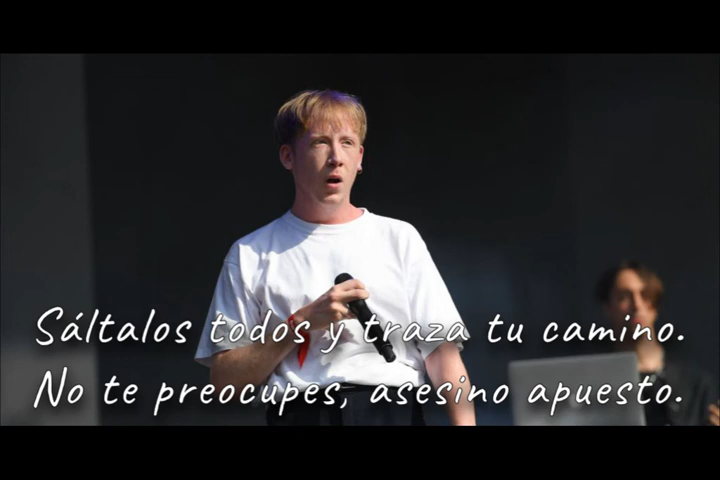 Sáltalos todos y traza tu camino.
No te preocupes, asesino apuesto.